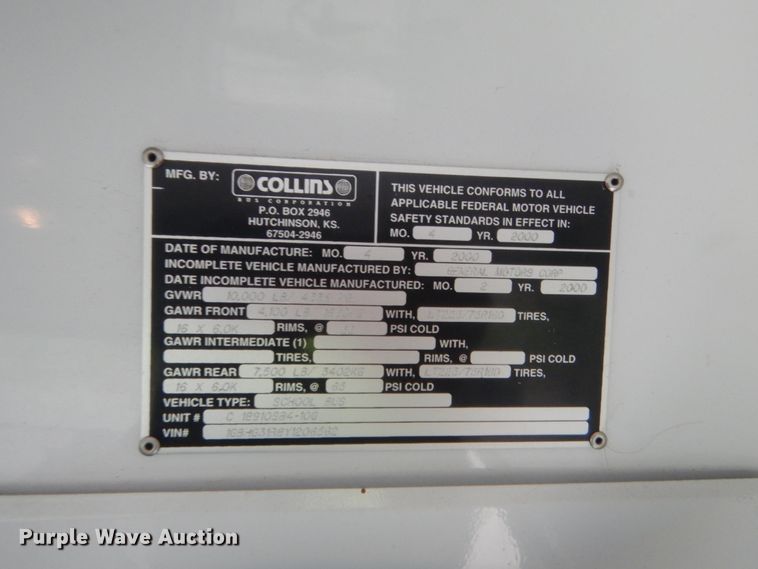 MFG. BY:
COLLINS
BUS CORPORATION
P.O. BOX 2946
HUTCHINSON, KS.
67504-2946
THIS VEHICLE CONFORMS TO ALL
APPLICABLE FEDERAL MOTOR VEHICLE
SAFETY STANDARDS IN EFFECT IN:
MO. 4 YR. 2000
DATE OF MANUFACTURE: MO. 4 YR. 2000
INCOMPLETE VEHICLE MANUFACTURED BY: GENERAL MOTORS CORP
DATE INCOMPLETE VEHICLE MANUFACTURED: MO. 2 YR. 2000
GVWR 10,000 LB/
GAWR FRONT 4,100 LB WITH, TIRES,
16 X 6.0K RIMS, @ PSI COLD
GAWR INTERMEDIATE (1) WITH,
TIRES, RIMS, @ PSI COLD
GAWR REAR 7,500 LB/ 3402KG WITH, TIRES,
16 X 6.0K RIMS, @ PSI COLD
VEHICLE TYPE: SCHOOL BUS
UNIT # C
VIN#
Purple Wave Auction